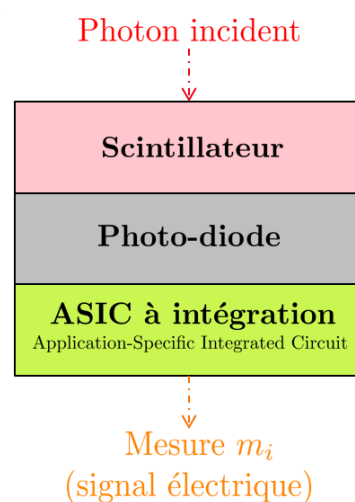 Photon incident
Scintillateur
Photo-diode
ASIC à intégration
Application-Specific Integrated Circuit
Mesure m_i
(signal électrique)